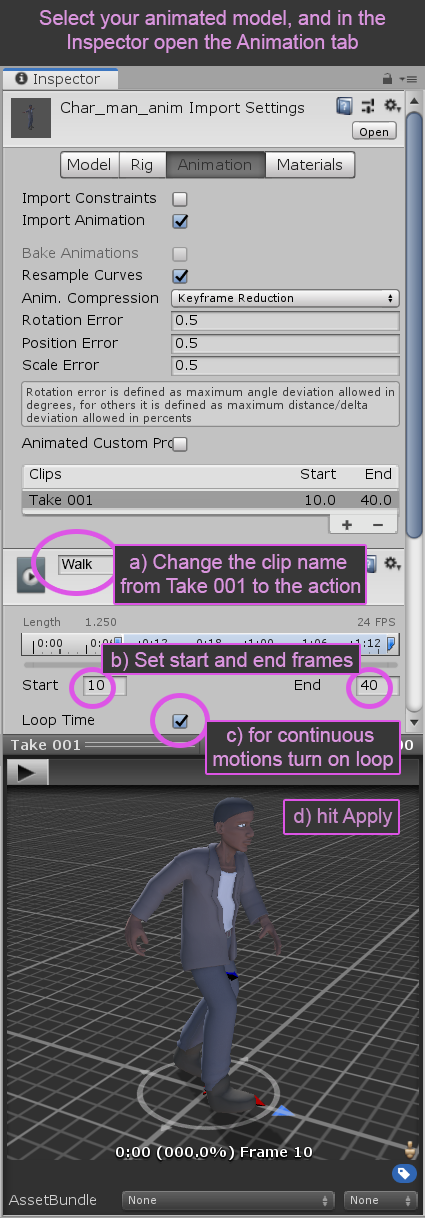 Select your animated model, and in the
Inspector open the Animation tab
Inspector
Char_man_anim Import Settings
Open
Model Rig Animation Materials
Import Constraints
Import Animation
Bake Animations
Resample Curves
Anim. Compression Keyframe Reduction
Rotation Error 0.5
Position Error 0.5
Scale Error 0.5
Rotation error is defined as maximum angle deviation allowed in
degrees, for others it is defined as maximum distance/delta
deviation allowed in percents
Animated Custom Pro
Clips Start End
Take 001 10.0 40.0
+ −
Walk
a) Change the clip name
from Take 001 to the action
Length 1.250 24 FPS
0:00 0:06 0:12 0:18 1:00 1:06 1:12
b) Set start and end frames
Start 10 End 40
Loop Time
c) for continuous
motions turn on loop
Take 001
d) hit Apply
0:00 (000.0%) Frame 10
AssetBundle None None